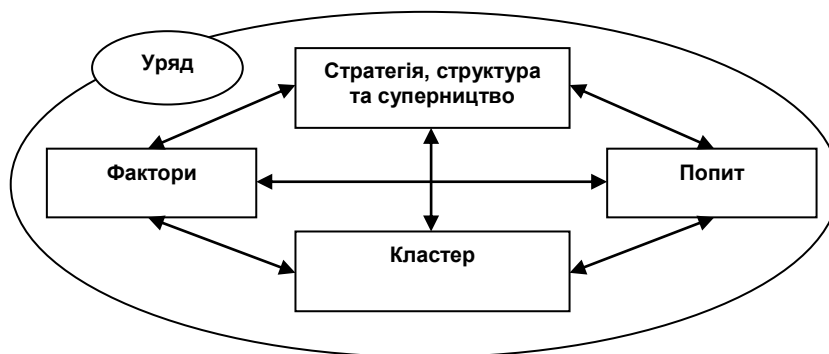 Уряд
Стратегія, структура
та суперництво
Фактори
Попит
Кластер